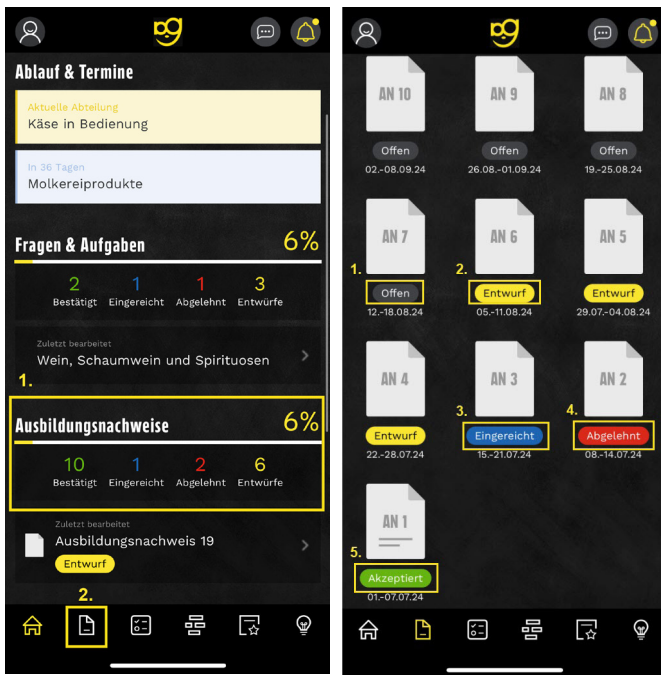 Ablauf & Termine
Aktuelle Abteilung
Käse in Bedienung
In 36 Tagen
Molkereiprodukte
Fragen & Aufgaben 6%
2 1 1 3
Bestätigt Eingereicht Abgelehnt Entwürfe
Zuletzt bearbeitet
Wein, Schaumwein und Spirituosen
1.
Ausbildungsnachweise 6%
10 1 2 6
Bestätigt Eingereicht Abgelehnt Entwürfe
Zuletzt bearbeitet
Ausbildungsnachweis 19
Entwurf
2.
AN 10 AN 9 AN 8
Offen Offen Offen
02.-08.09.24 26.08.-01.09.24 19.-25.08.24
AN 7 AN 6 AN 5
1. 2.
Offen Entwurf Entwurf
12.-18.08.24 05.-11.08.24 29.07.-04.08.24
AN 4 AN 3 AN 2
3. 4.
Entwurf Eingereicht Abgelehnt
22.-28.07.24 15.-21.07.24 08.-14.07.24
AN 1
5.
Akzeptiert
01.-07.07.24